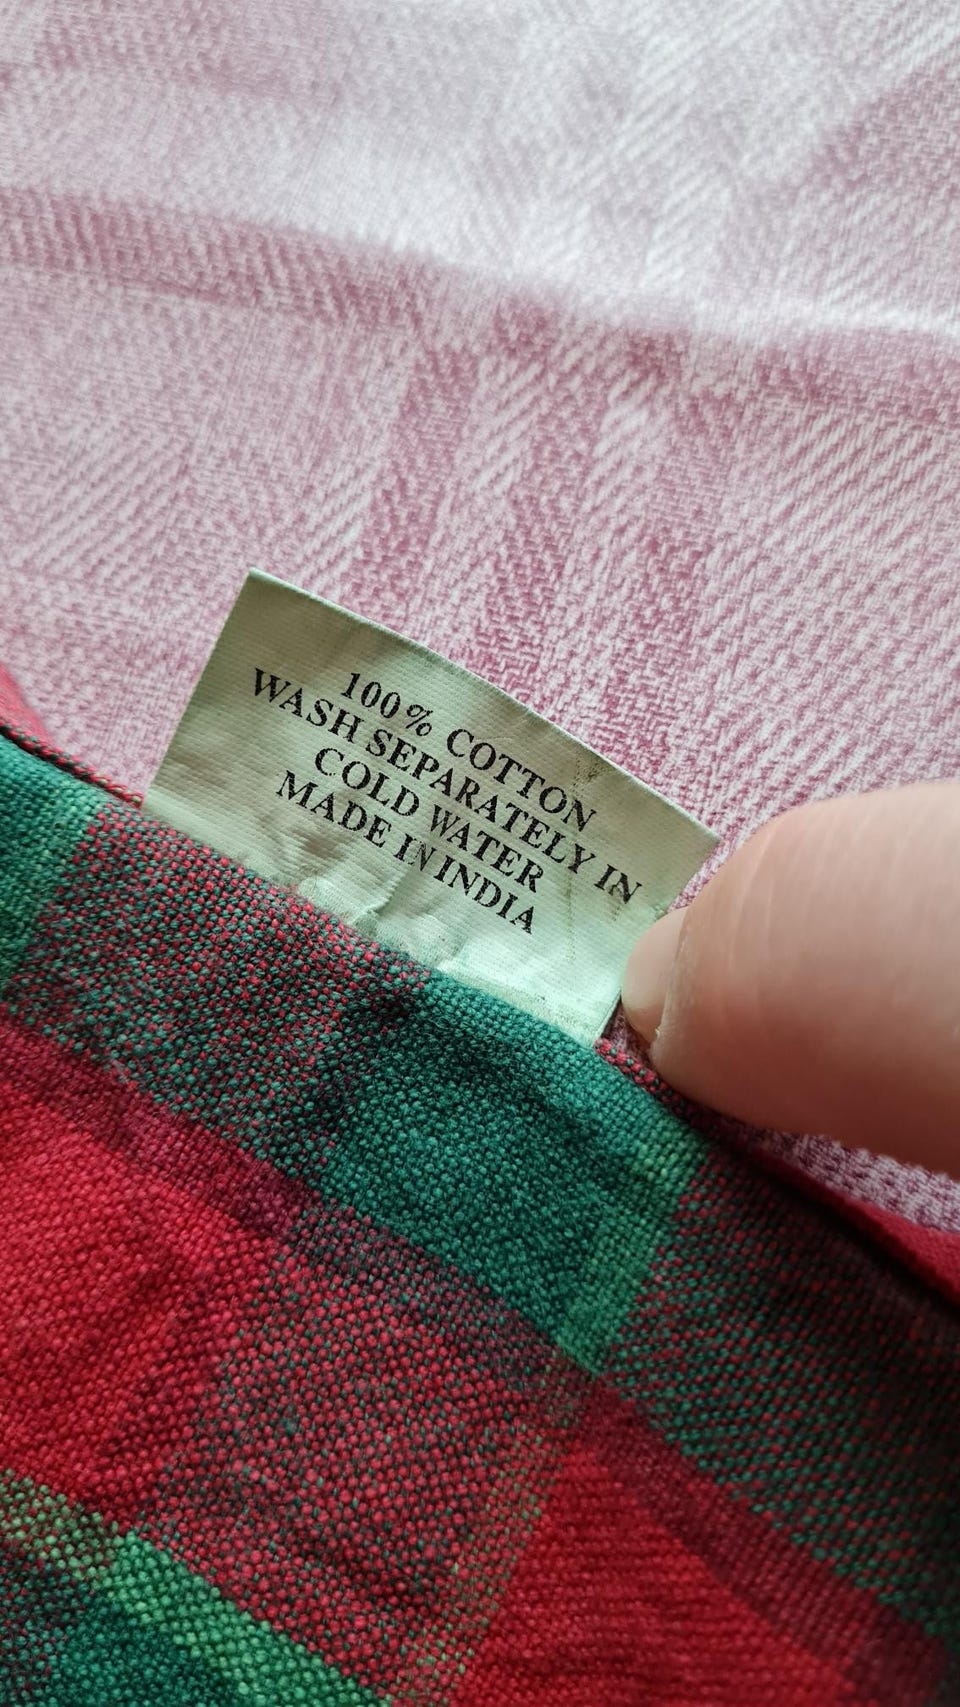 100% COTTON
WASH SEPARATELY IN
COLD WATER
MADE IN INDIA